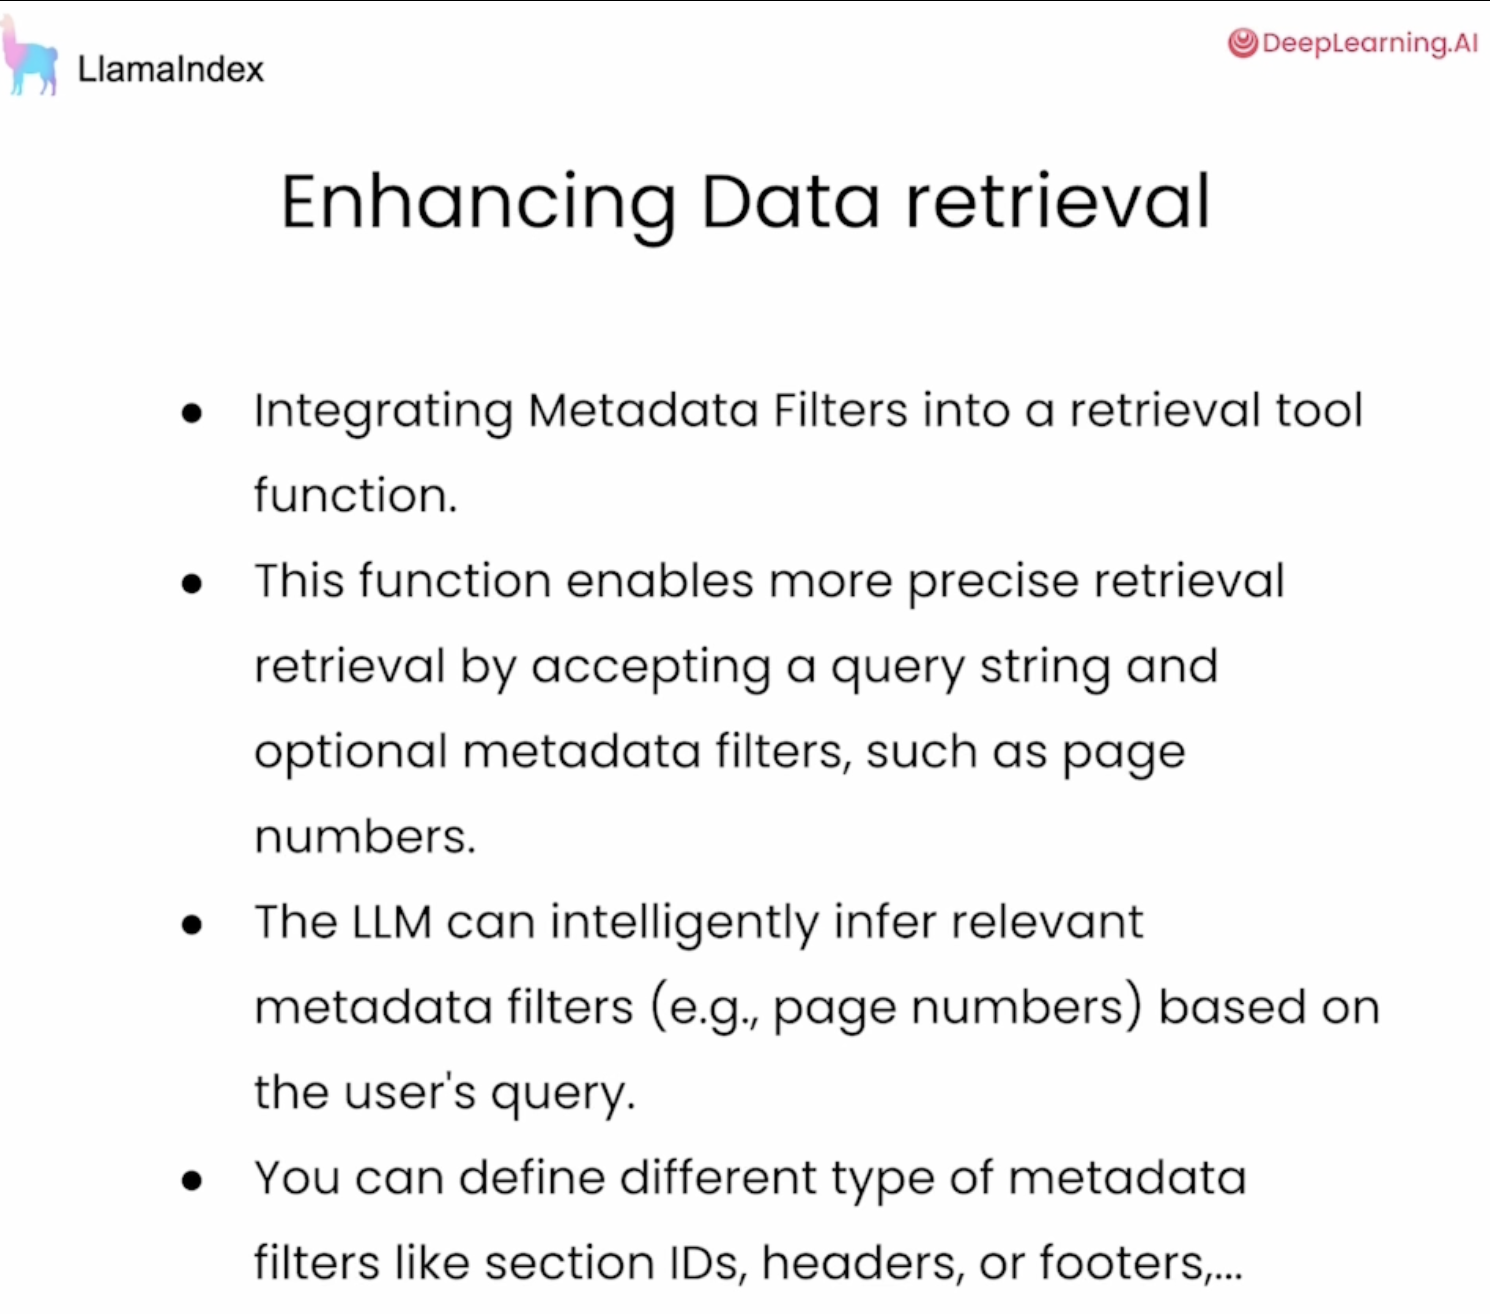 LlamaIndex
DeepLearning.AI
Enhancing Data retrieval
● Integrating Metadata Filters into a retrieval tool
function.
● This function enables more precise retrieval
retrieval by accepting a query string and
optional metadata filters, such as page
numbers.
● The LLM can intelligently infer relevant
metadata filters (e.g., page numbers) based on
the user's query.
● You can define different type of metadata
filters like section IDs, headers, or footers,...